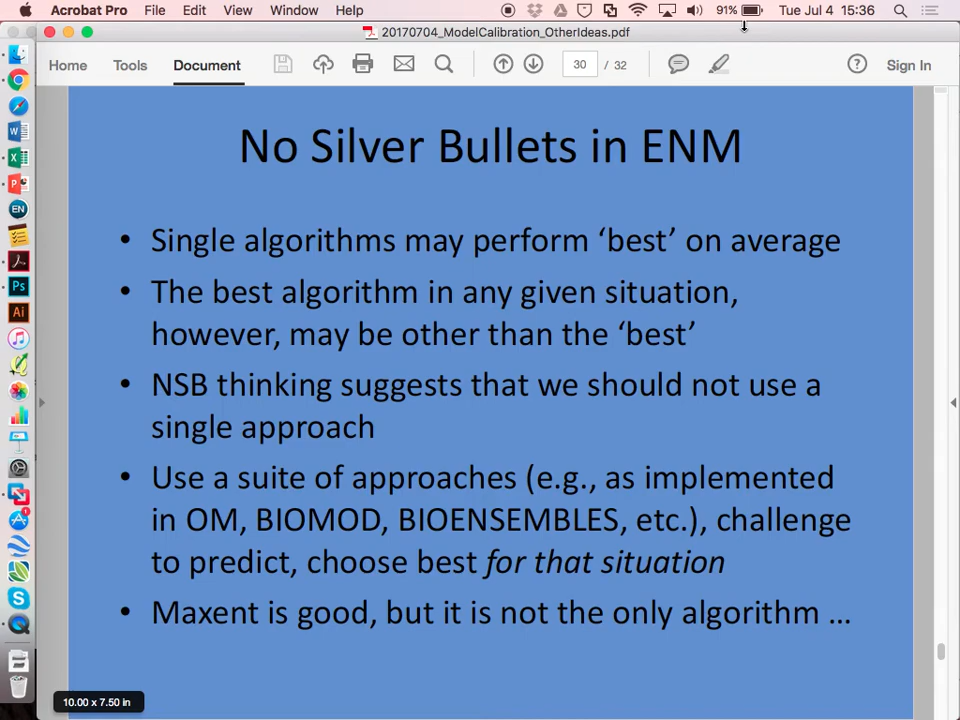 Acrobat Pro File Edit View Window Help 91% Tue Jul 4 15:36
20170704_ModelCalibration_OtherIdeas.pdf
Home Tools Document 30 / 32 Sign In
No Silver Bullets in ENM
• Single algorithms may perform ‘best’ on average
• The best algorithm in any given situation,
however, may be other than the ‘best’
• NSB thinking suggests that we should not use a
single approach
• Use a suite of approaches (e.g., as implemented
in OM, BIOMOD, BIOENSEMBLES, etc.), challenge
to predict, choose best for that situation
• Maxent is good, but it is not the only algorithm …
10.00 x 7.50 in
EN
Ps
Ai